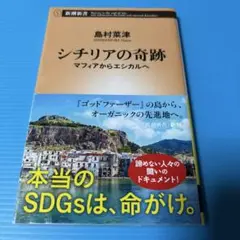 新潮新書
島村菜津
シチリアの奇跡
マフィアからエシカルへ
『ゴッドファーザー』の島から、
オーガニックの先進地へ。
諦めない人々の
闘いの
ドキュメント!
本当の
SDGsは、命がけ。